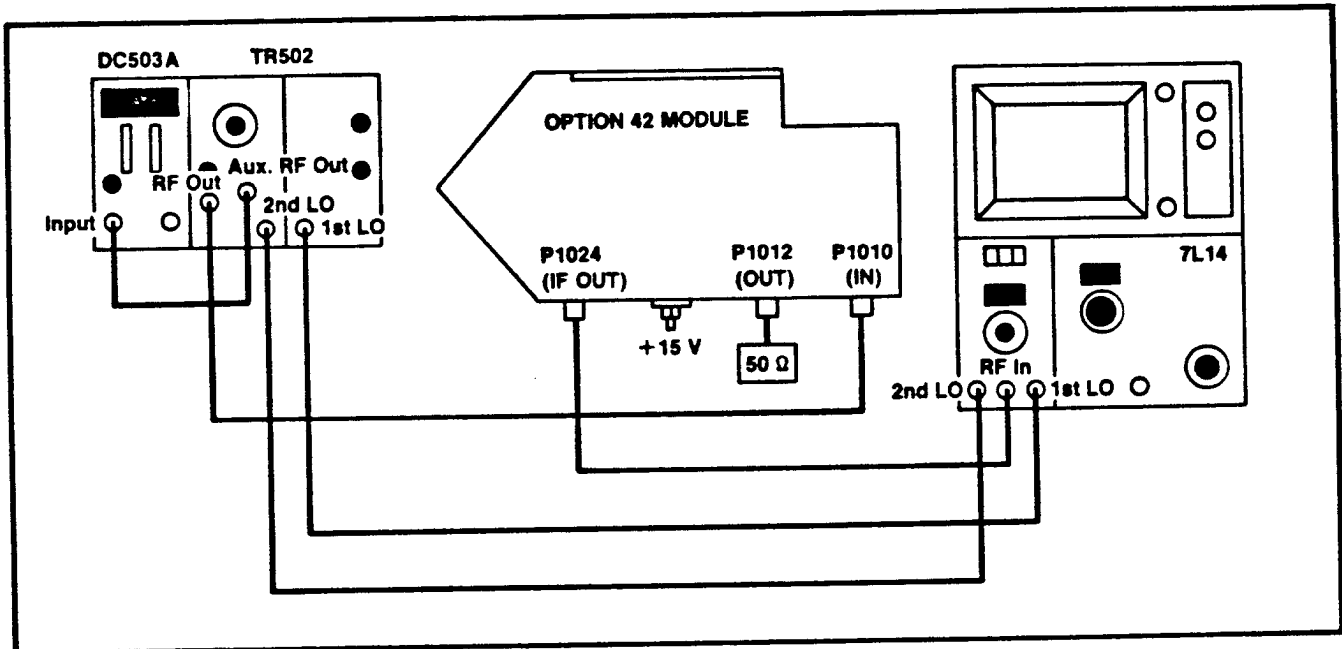 DC503A
TR502
Aux. RF Out
RF Out
2nd LO
Input
1st LO
OPTION 42 MODULE
P1024
(IF OUT)
+15 V
P1012
(OUT)
50 Ω
P1010
(IN)
7L14
RF In
2nd LO
1st LO